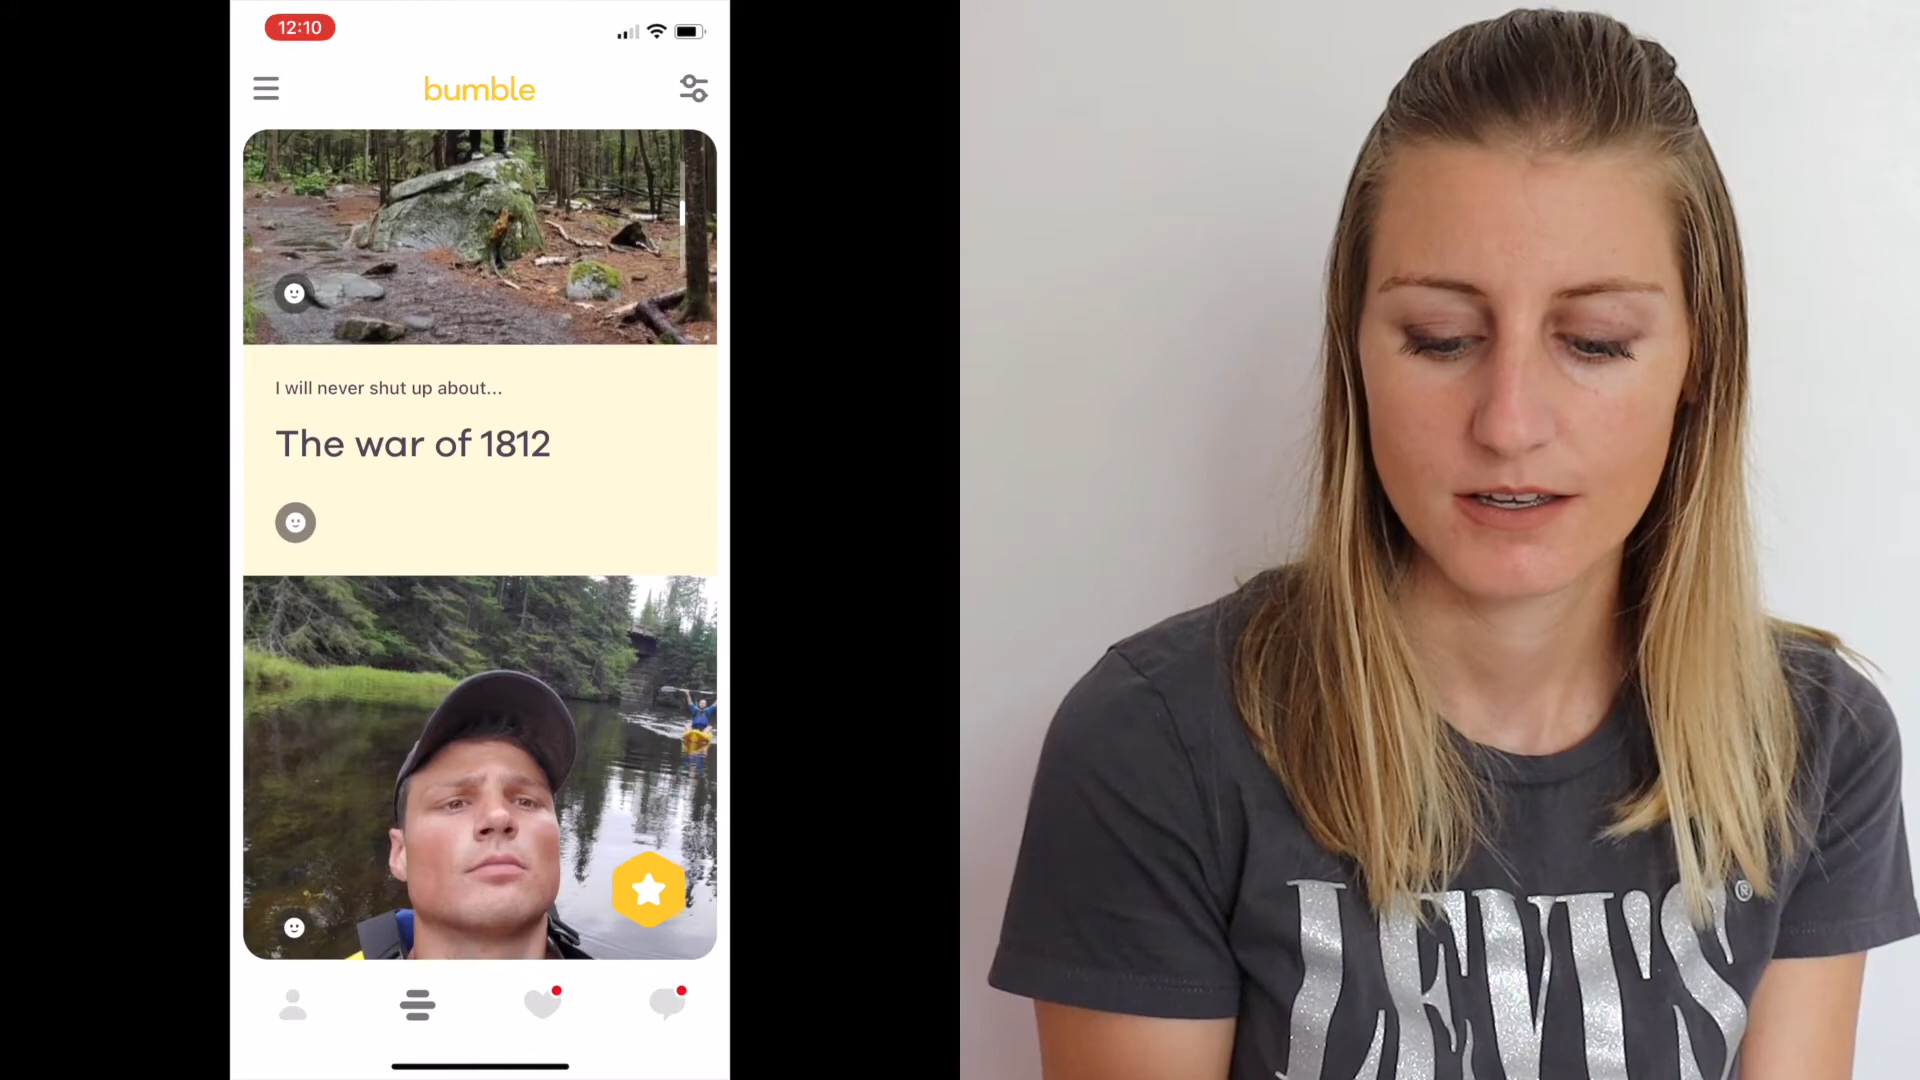 12:10
bumble
I will never shut up about...
The war of 1812
LEVI'S®